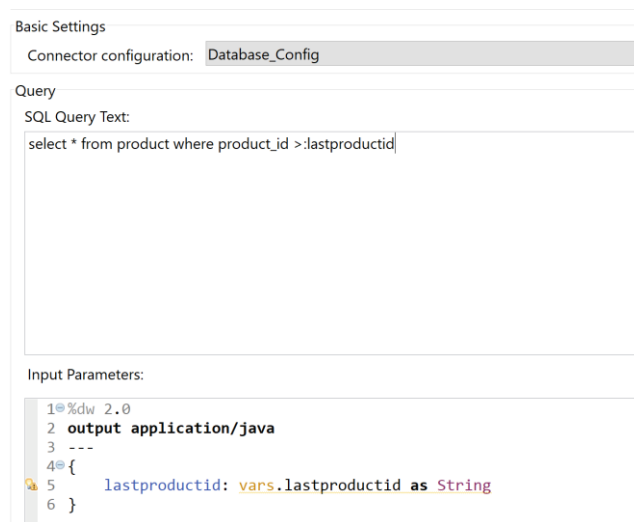 Basic Settings
Connector configuration: Database_Config
Query
SQL Query Text:
select * from product where product_id >:lastproductid
Input Parameters:
1 %dw 2.0
2 output application/java
3 ---
4 {
5 lastproductid: vars.lastproductid as String
6 }